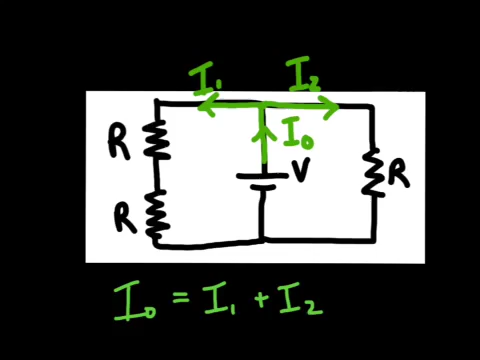 I₁ I₂
I₀
R V R
R
I₀ = I₁ + I₂